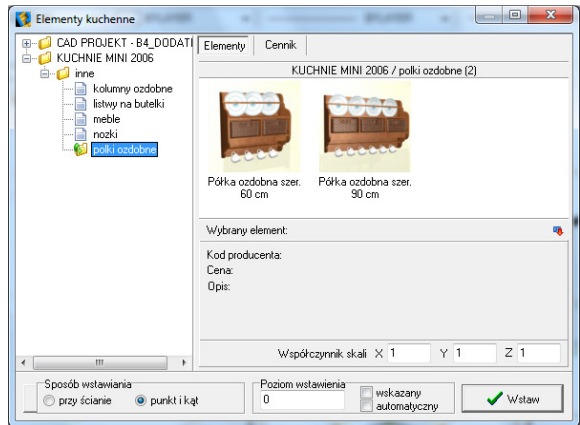 Elementy kuchenne
CAD PROJEKT - B4_DODATI
KUCHNIE MINI 2006
inne
kolumny ozdobne
listwy na butelki
meble
nozki
polki ozdobne
Elementy
Cennik
KUCHNIE MINI 2006 / polki ozdobne (2)
Półka ozdobna szer.
60 cm
Półka ozdobna szer.
90 cm
Wybrany element:
Kod producenta:
Cena:
Opis:
Współczynnik skali X 1 Y 1 Z 1
Sposób wstawiania
przy ścianie
punkt i kąt
Poziom wstawienia
0
wskazany
automatyczny
Wstaw